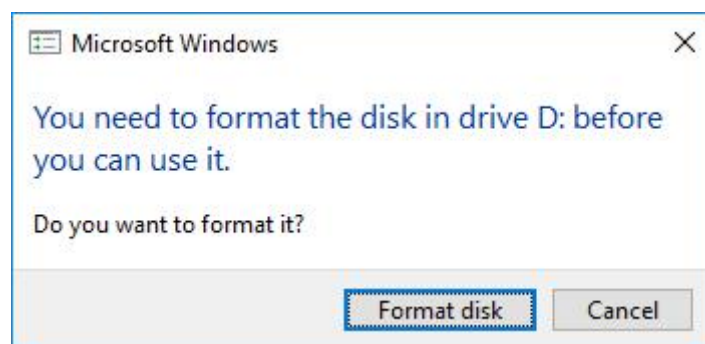 Microsoft Windows
You need to format the disk in drive D: before
you can use it.
Do you want to format it?
Format disk
Cancel